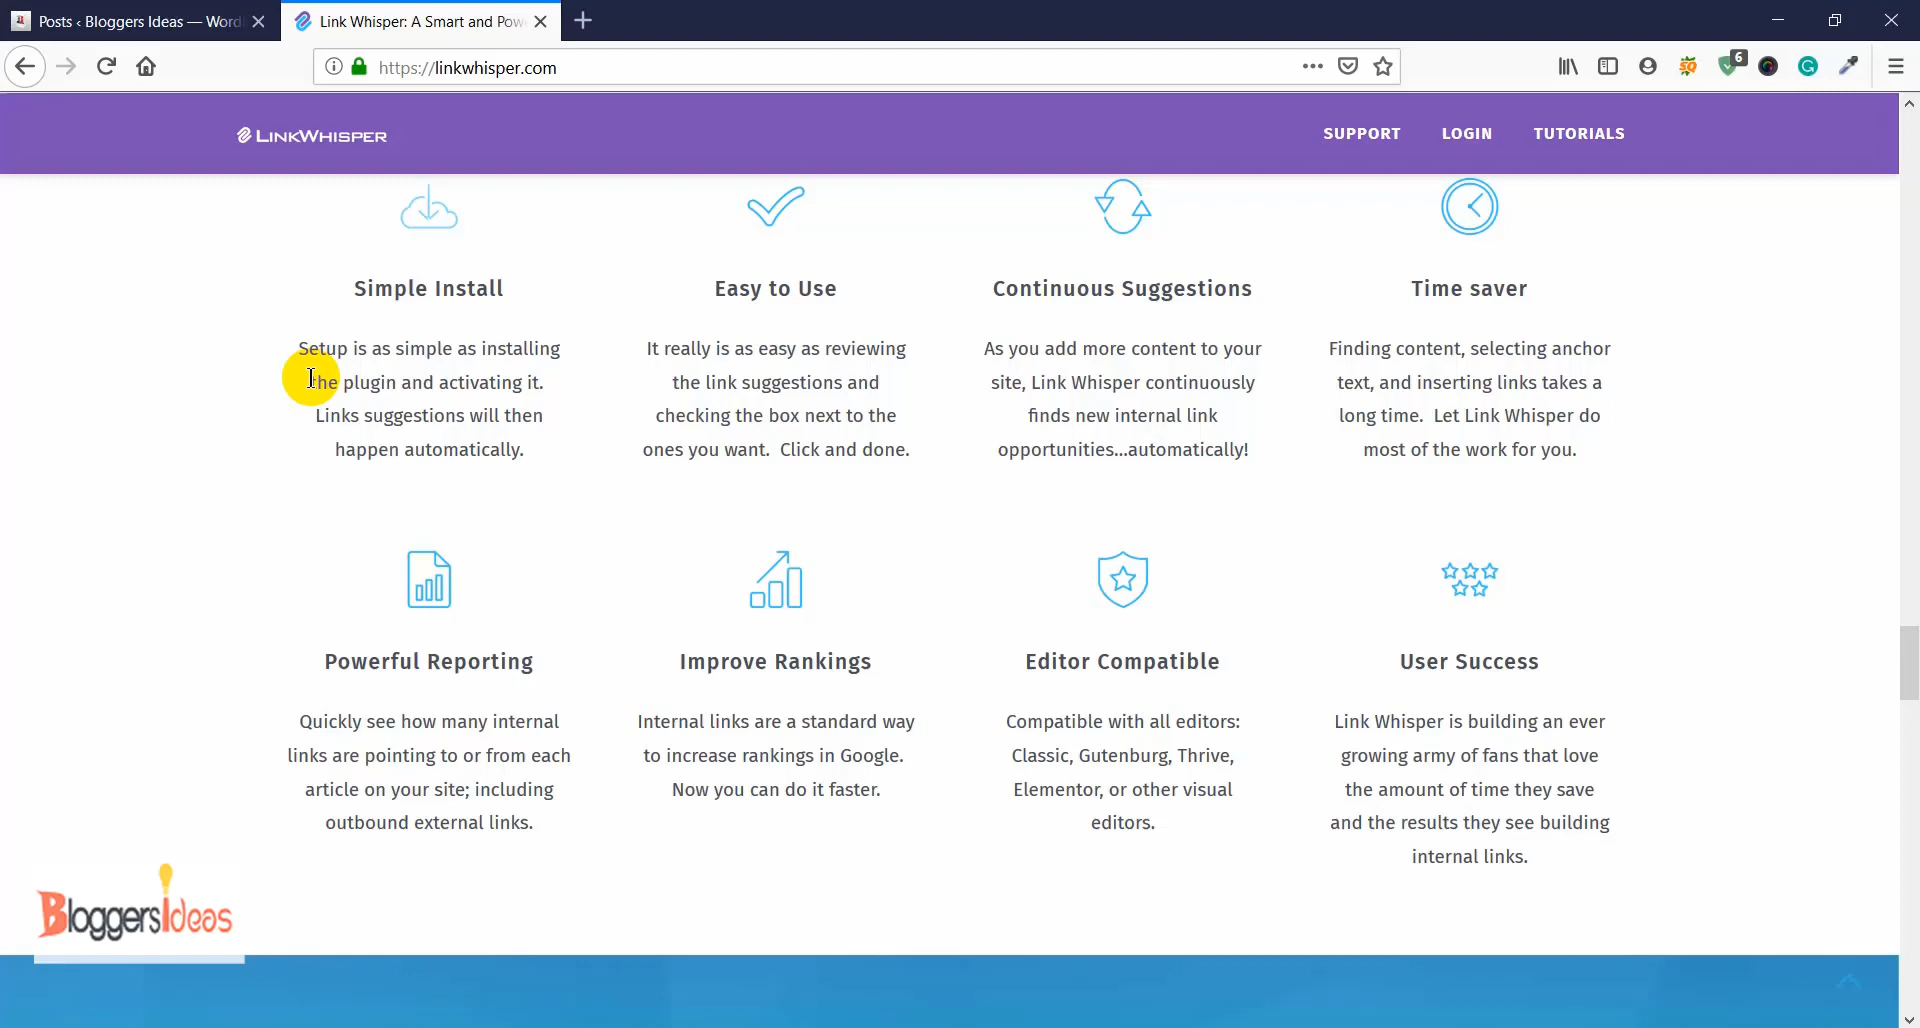 Posts ‹ Bloggers Ideas — Word
Link Whisper: A Smart and Pow
https://linkwhisper.com
6
LINKWHISPER
SUPPORT LOGIN TUTORIALS
Simple Install
Setup is as simple as installing
the plugin and activating it.
Links suggestions will then
happen automatically.
Easy to Use
It really is as easy as reviewing
the link suggestions and
checking the box next to the
ones you want. Click and done.
Continuous Suggestions
As you add more content to your
site, Link Whisper continuously
finds new internal link
opportunities...automatically!
Time saver
Finding content, selecting anchor
text, and inserting links takes a
long time. Let Link Whisper do
most of the work for you.
Powerful Reporting
Quickly see how many internal
links are pointing to or from each
article on your site; including
outbound external links.
Improve Rankings
Internal links are a standard way
to increase rankings in Google.
Now you can do it faster.
Editor Compatible
Compatible with all editors:
Classic, Gutenburg, Thrive,
Elementor, or other visual
editors.
User Success
Link Whisper is building an ever
growing army of fans that love
the amount of time they save
and the results they see building
internal links.
BloggersIdeas